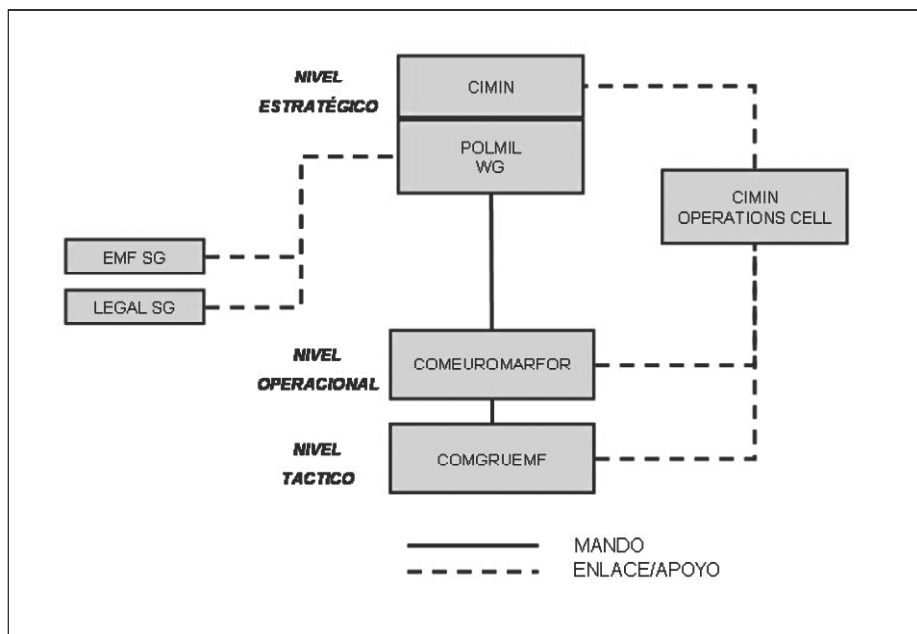 NIVEL
ESTRATÉGICO
CIMIN
POLMIL
WG
CIMIN
OPERATIONS CELL
EMF SG
LEGAL SG
NIVEL
OPERACIONAL
COMEUROMARFOR
NIVEL
TACTICO
COMGRUEMF
MANDO
ENLACE/APOYO